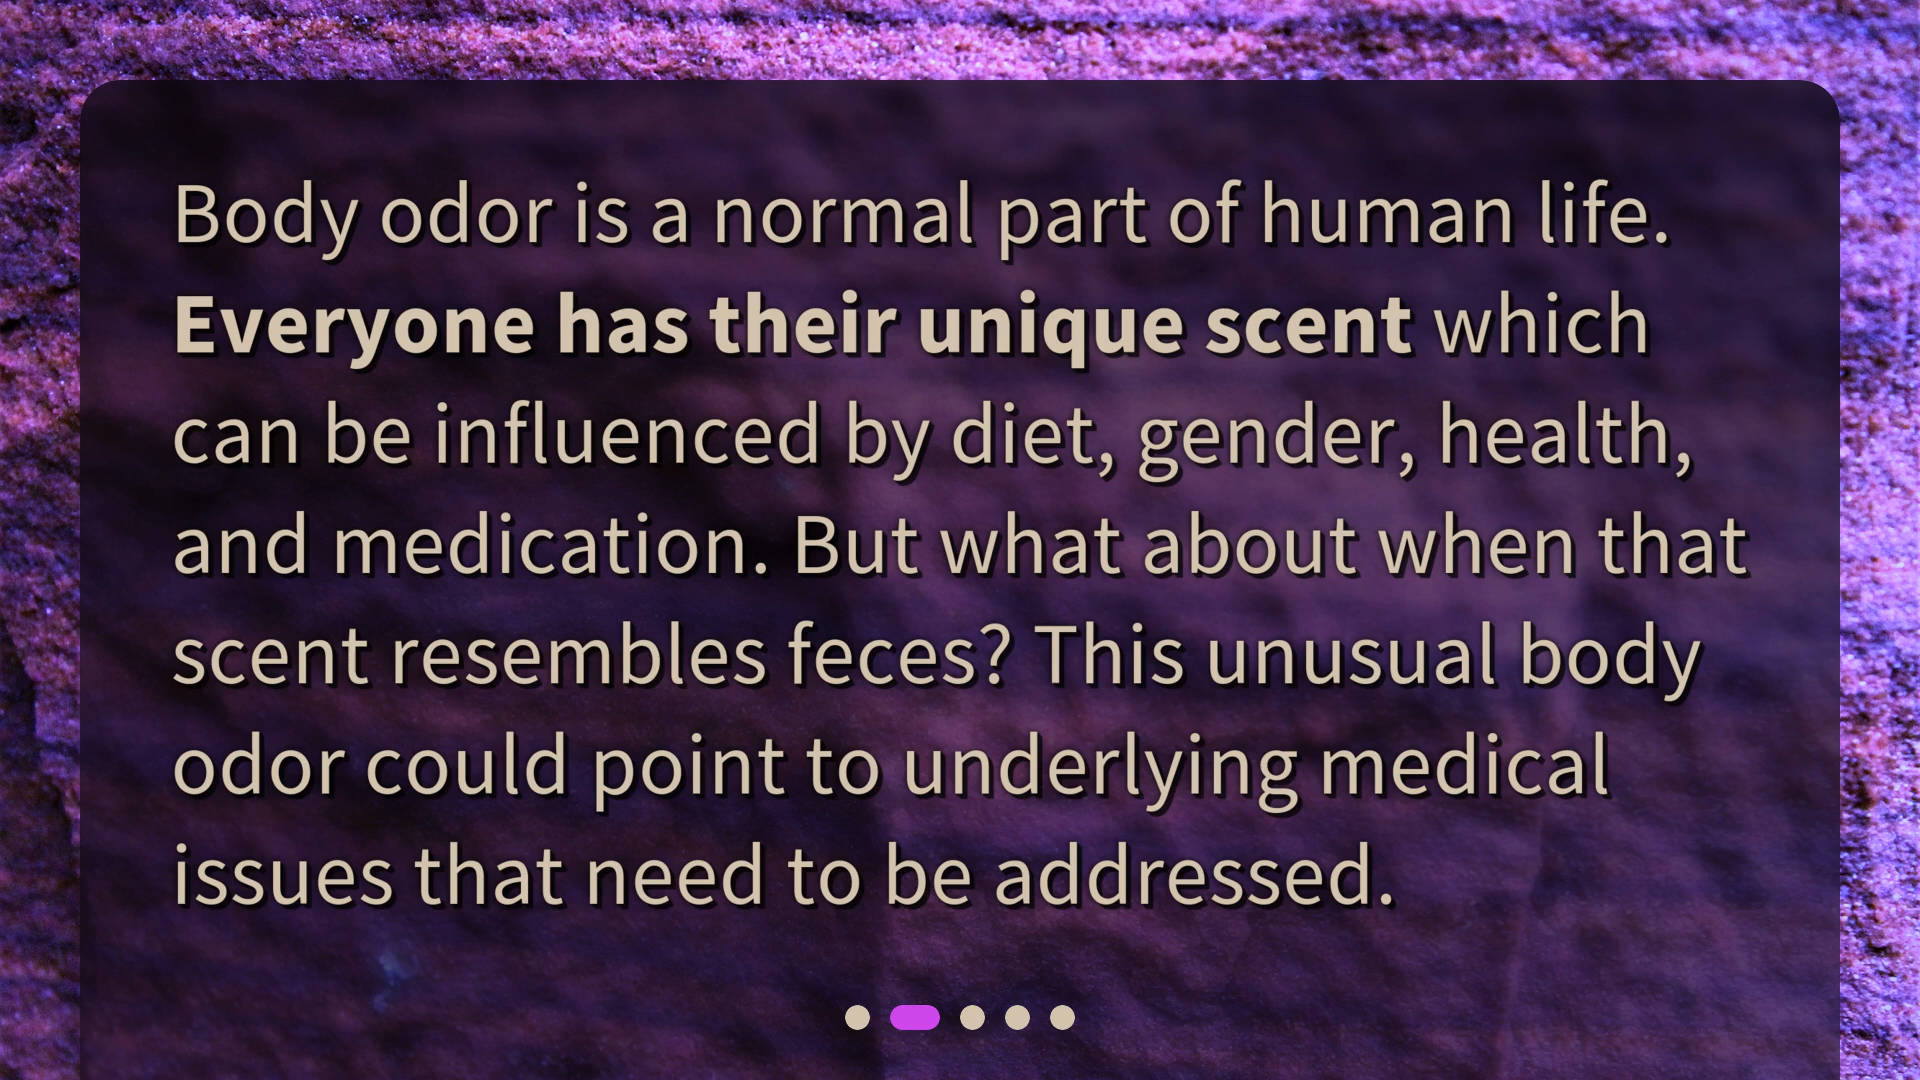 Body odor is a normal part of human life.
Everyone has their unique scent which
can be influenced by diet, gender, health,
and medication. But what about when that
scent resembles feces? This unusual body
odor could point to underlying medical
issues that need to be addressed.